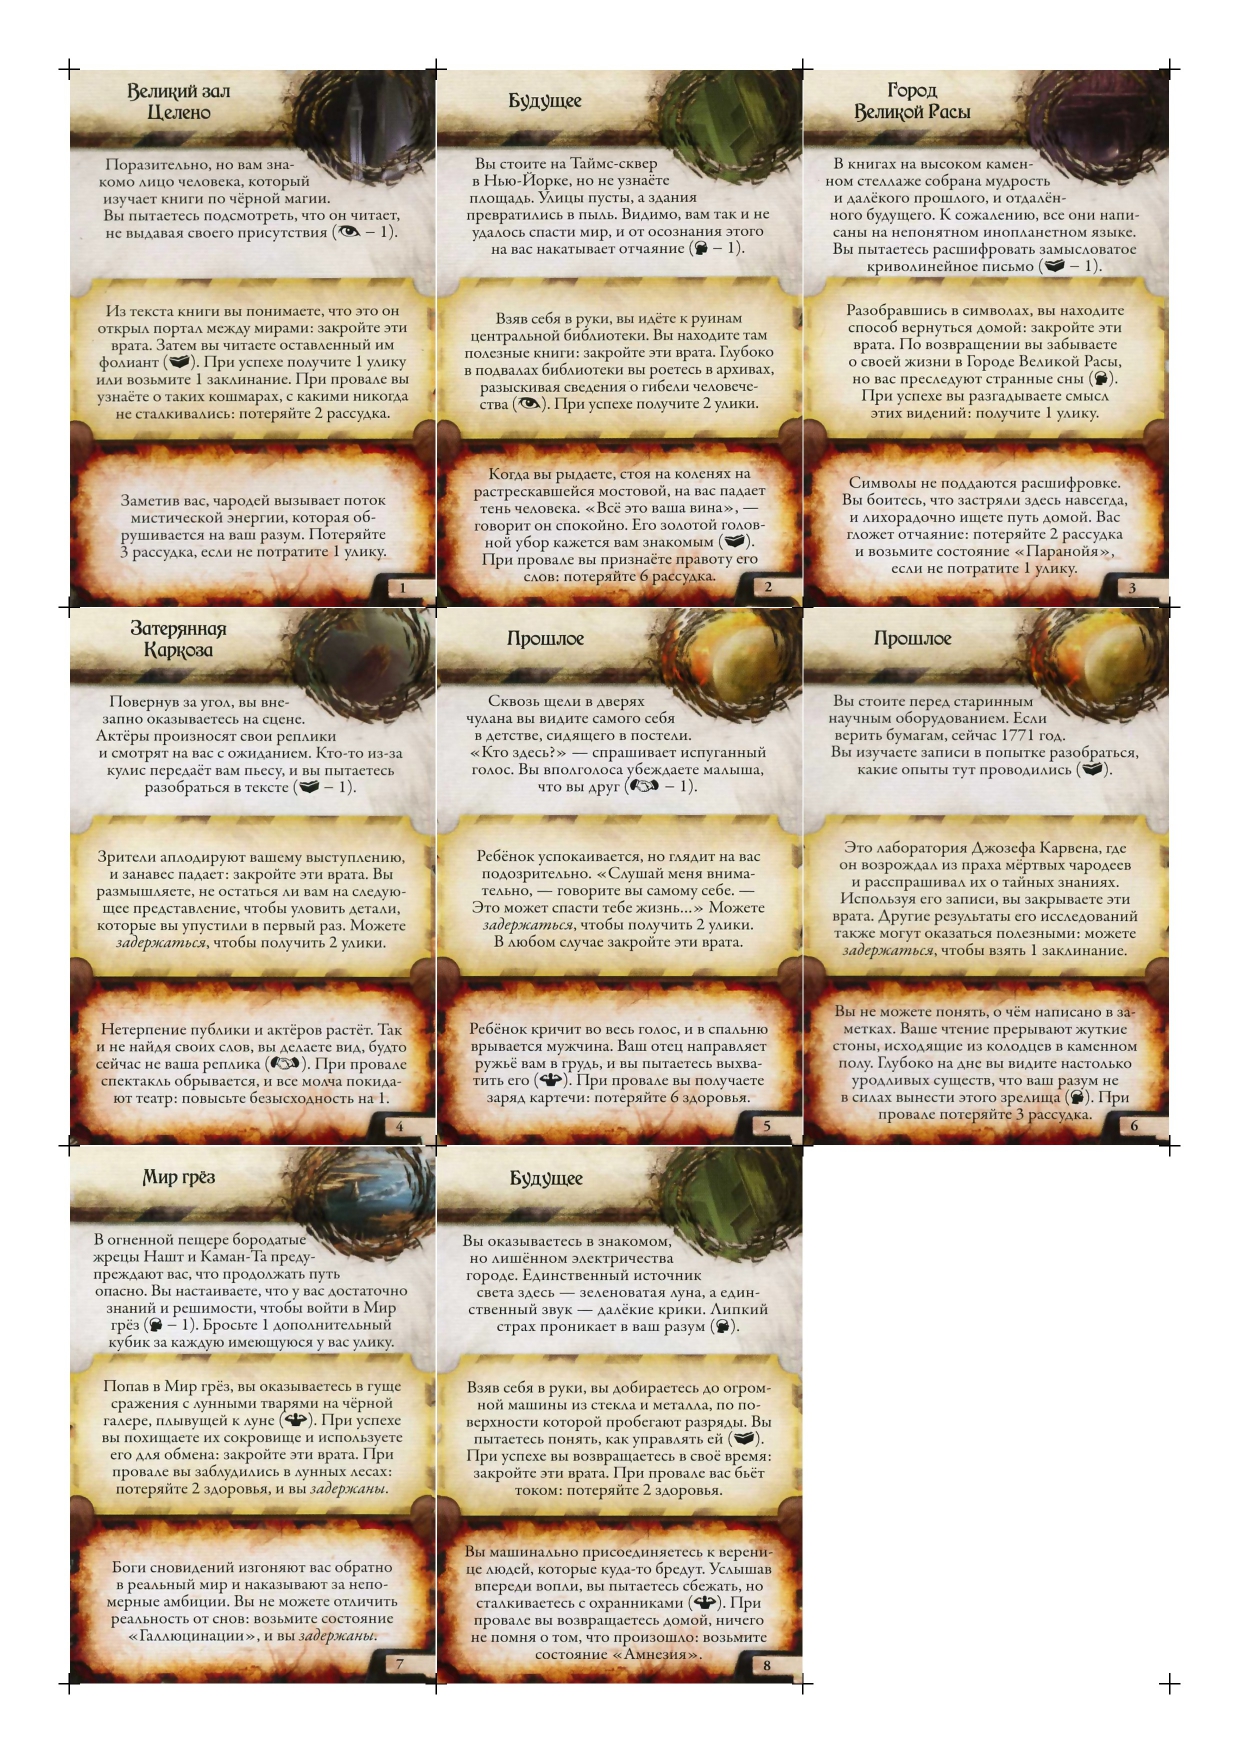 Великий зал
Целено
Поразительно, но вам зна-
комо лицо человека, который
изучает книги по чёрной магии.
Вы пытаетесь подсмотреть, что он читает,
не выдавая своего присутствия ( – 1).
Из текста книги вы понимаете, что это он
открыл портал между мирами: закройте эти
врата. Затем вы читаете оставленный им
фолиант ( ). При успехе получите 1 улику
или возьмите 1 заклинание. При провале вы
узнаёте о таких кошмарах, с какими никогда
не сталкивались: потеряйте 2 рассудка.
Заметив вас, чародей вызывает поток
мистической энергии, которая об-
рушивается на ваш разум. Потеряйте
3 рассудка, если не потратите 1 улику.
1
Будущее
Вы стоите на Таймс-сквер
в Нью-Йорке, но не узнаёте
площадь. Улицы пусты, а здания
превратились в пыль. Видимо, вам так и не
удалось спасти мир, и от осознания этого
на вас накатывает отчаяние ( – 1).
Взяв себя в руки, вы идёте к руинам
центральной библиотеки. Вы находите там
полезные книги: закройте эти врата. Глубоко
в подвалах библиотеки вы роетесь в архивах,
разыскивая сведения о гибели человече-
ства ( ). При успехе получите 2 улики.
Когда вы рыдаете, стоя на коленях на
растрескавшейся мостовой, на вас падает
тень человека. «Всё это ваша вина», —
говорит он спокойно. Его золотой голов-
ной убор кажется вам знакомым ( ).
При провале вы признаёте правоту его
слов: потеряйте 6 рассудка.
2
Город
Великой Расы
В книгах на высоком камен-
ном стеллаже собрана мудрость
и далёкого прошлого, и отдалён-
ного будущего. К сожалению, все они напи-
саны на непонятном инопланетном языке.
Вы пытаетесь расшифровать замысловатое
криволинейное письмо ( – 1).
Разобравшись в символах, вы находите
способ вернуться домой: закройте эти
врата. По возвращении вы забываете
о своей жизни в Городе Великой Расы,
но вас преследуют странные сны ( ).
При успехе вы разгадываете смысл
этих видений: получите 1 улику.
Символы не поддаются расшифровке.
Вы боитесь, что застряли здесь навсегда,
и лихорадочно ищете путь домой. Вас
гложет отчаяние: потеряйте 2 рассудка
и возьмите состояние «Паранойя»,
если не потратите 1 улику.
3
Затерянная
Каркоза
Повернув за угол, вы вне-
запно оказываетесь на сцене.
Актёры произносят свои реплики
и смотрят на вас с ожиданием. Кто-то из-за
кулис передаёт вам пьесу, и вы пытаетесь
разобраться в тексте ( – 1).
Зрители аплодируют вашему выступлению,
и занавес падает: закройте эти врата. Вы
размышляете, не остаться ли вам на следую-
щее представление, чтобы уловить детали,
которые вы упустили в первый раз. Можете
задержаться, чтобы получить 2 улики.
Нетерпение публики и актёров растёт. Так
и не найдя своих слов, вы делаете вид, будто
сейчас не ваша реплика ( ). При провале
спектакль обрывается, и все молча покида-
ют театр: повысьте безысходность на 1.
4
Прошлое
Сквозь щели в дверях
чулана вы видите самого себя
в детстве, сидящего в постели.
«Кто здесь?» — спрашивает испуганный
голос. Вы вполголоса убеждаете малыша,
что вы друг ( – 1).
Ребёнок успокаивается, но глядит на вас
подозрительно. «Слушай меня внима-
тельно, — говорите вы самому себе. —
Это может спасти тебе жизнь...» Можете
задержаться, чтобы получить 2 улики.
В любом случае закройте эти врата.
Ребёнок кричит во весь голос, и в спальню
врывается мужчина. Ваш отец направляет
ружьё вам в грудь, и вы пытаетесь выхва-
тить его ( ). При провале вы получаете
заряд картечи: потеряйте 6 здоровья.
5
Прошлое
Вы стоите перед старинным
научным оборудованием. Если
верить бумагам, сейчас 1771 год.
Вы изучаете записи в попытке разобраться,
какие опыты тут проводились ( ).
Это лаборатория Джозефа Карвена, где
он возрождал из праха мёртвых чародеев
и расспрашивал их о тайных знаниях.
Используя его записи, вы закрываете эти
врата. Другие результаты его исследований
также могут оказаться полезными: можете
задержаться, чтобы взять 1 заклинание.
Вы не можете понять, о чём написано в за-
метках. Ваше чтение прерывают жуткие
стоны, исходящие из колодцев в каменном
полу. Глубоко на дне вы видите настолько
уродливых существ, что ваш разум не
в силах вынести этого зрелища ( ). При
провале потеряйте 3 рассудка.
6
Мир грёз
В огненной пещере бородатые
жрецы Нашт и Каман-Та преду-
преждают вас, что продолжать путь
опасно. Вы настаиваете, что у вас достаточно
знаний и решимости, чтобы войти в Мир
грёз ( – 1). Бросьте 1 дополнительный
кубик за каждую имеющуюся у вас улику.
Попав в Мир грёз, вы оказываетесь в гуще
сражения с лунными тварями на чёрной
галере, плывущей к луне ( ). При успехе
вы похищаете их сокровище и используете
его для обмена: закройте эти врата. При
провале вы заблудились в лунных лесах:
потеряйте 2 здоровья, и вы задержаны.
Боги сновидений изгоняют вас обратно
в реальный мир и наказывают за непо-
мерные амбиции. Вы не можете отличить
реальность от снов: возьмите состояние
«Галлюцинации», и вы задержаны.
7
Будущее
Вы оказываетесь в знакомом,
но лишённом электричества
городе. Единственный источник
света здесь — зеленоватая луна, а един-
ственный звук — далёкие крики. Липкий
страх проникает в ваш разум ( ).
Взяв себя в руки, вы добираетесь до огром-
ной машины из стекла и металла, по по-
верхности которой пробегают разряды. Вы
пытаетесь понять, как управлять ей ( ).
При успехе вы возвращаетесь в своё время:
закройте эти врата. При провале вас бьёт
током: потеряйте 2 здоровья.
Вы машинально присоединяетесь к верени-
це людей, которые куда-то бредут. Услышав
впереди вопли, вы пытаетесь сбежать, но
сталкиваетесь с охранниками ( ). При
провале вы возвращаетесь домой, ничего
не помня о том, что произошло: возьмите
состояние «Амнезия».
8